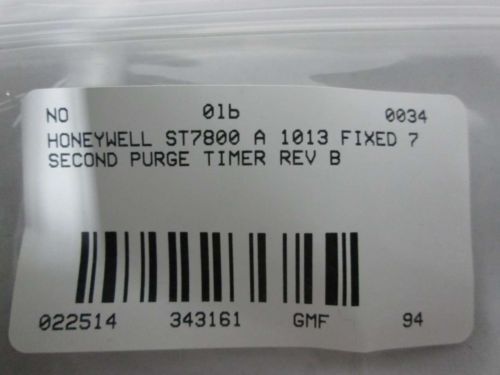 NO 01b 0034
HONEYWELL ST7800 A 1013 FIXED 7
SECOND PURGE TIMER REV B
022514 343161 GMF 94